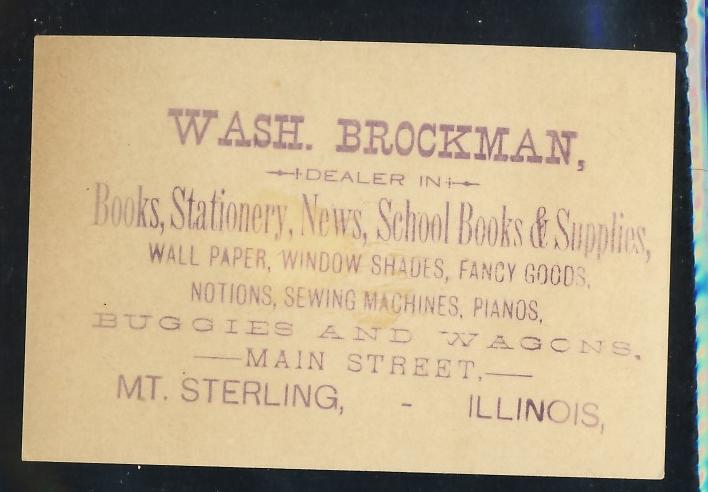 WASH. BROCKMAN,
DEALER IN
Books, Stationery, News, School Books & Supplies,
WALL PAPER, WINDOW SHADES, FANCY GOODS,
NOTIONS, SEWING MACHINES, PIANOS,
BUGGIES AND WAGONS.
—MAIN STREET,—
MT. STERLING, - ILLINOIS,